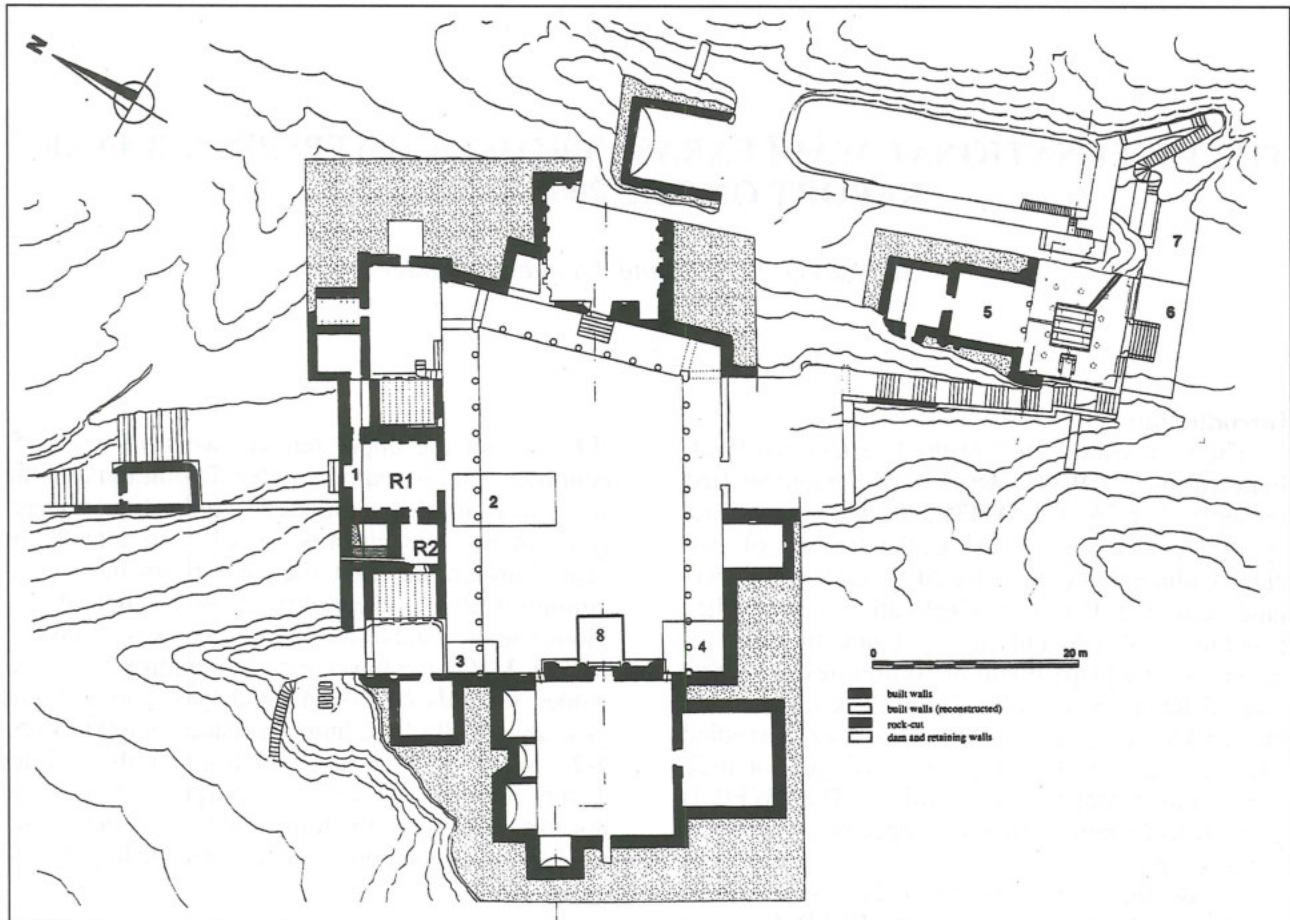 N
7
6
5
1
R1
2
R2
8
4
3
0 20 m
built walls
built walls (reconstructed)
rock-cut
dam and retaining walls